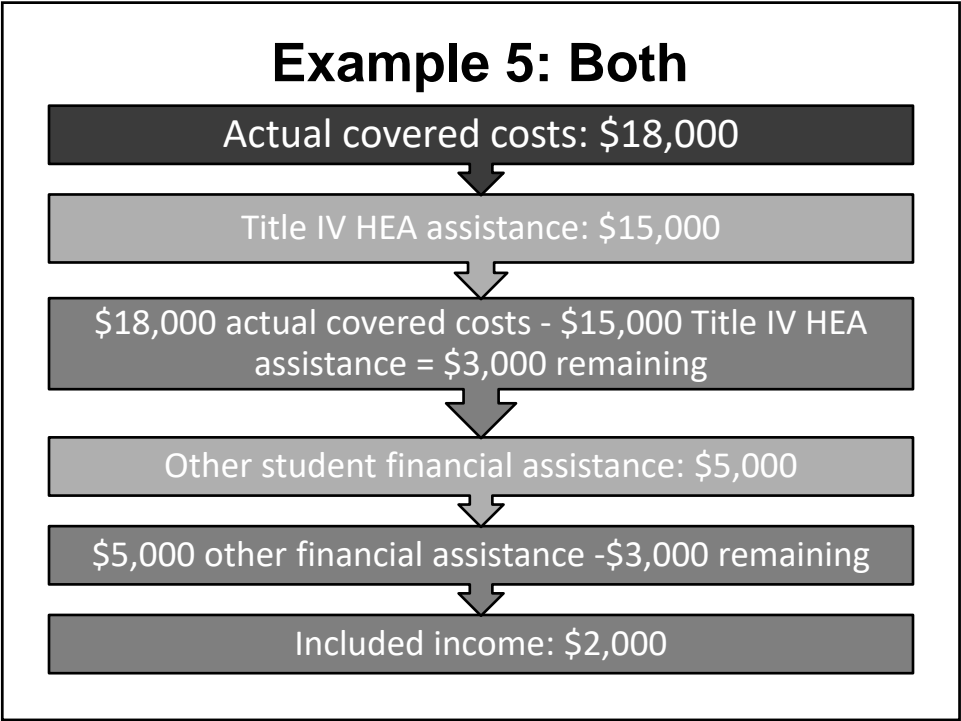 Example 5: Both
Actual covered costs: $18,000
Title IV HEA assistance: $15,000
$18,000 actual covered costs - $15,000 Title IV HEA
assistance = $3,000 remaining
Other student financial assistance: $5,000
$5,000 other financial assistance -$3,000 remaining
Included income: $2,000